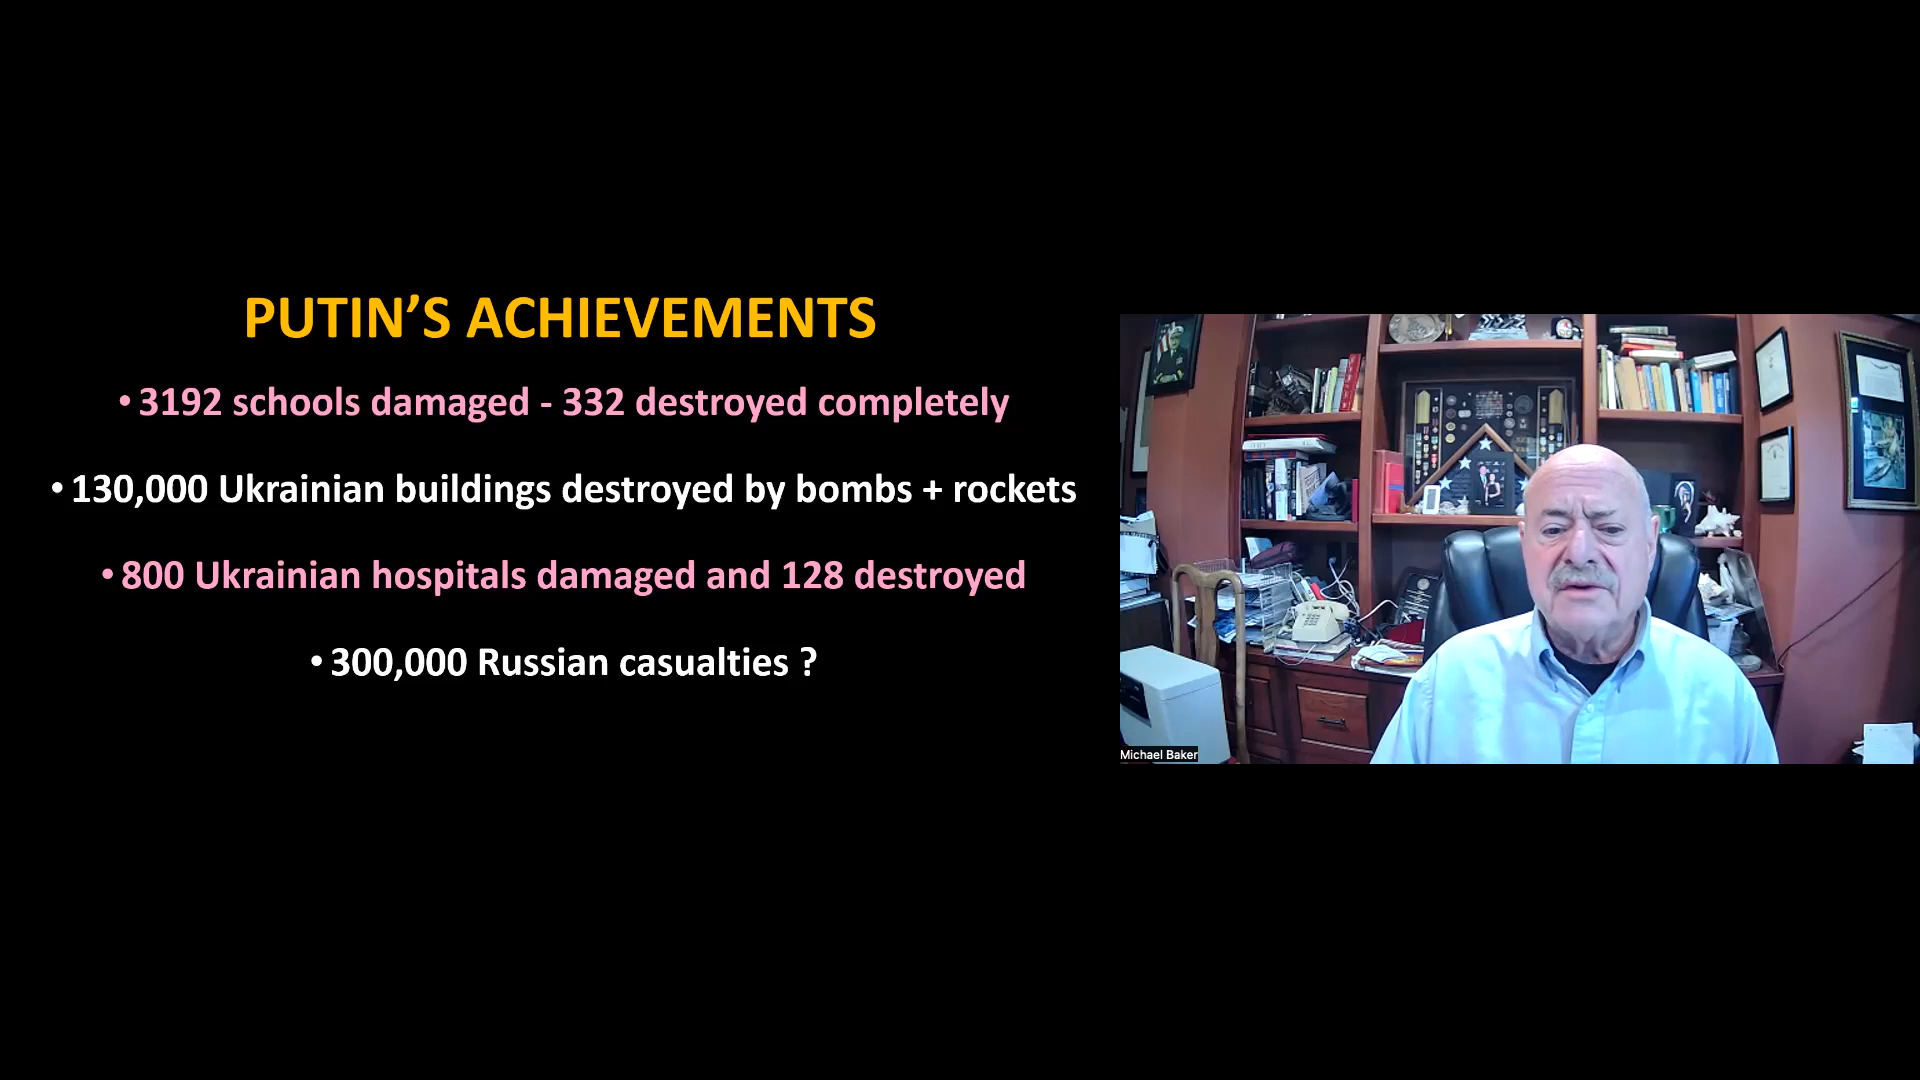 PUTIN’S ACHIEVEMENTS
• 3192 schools damaged - 332 destroyed completely
• 130,000 Ukrainian buildings destroyed by bombs + rockets
• 800 Ukrainian hospitals damaged and 128 destroyed
• 300,000 Russian casualties ?
Michael Baker